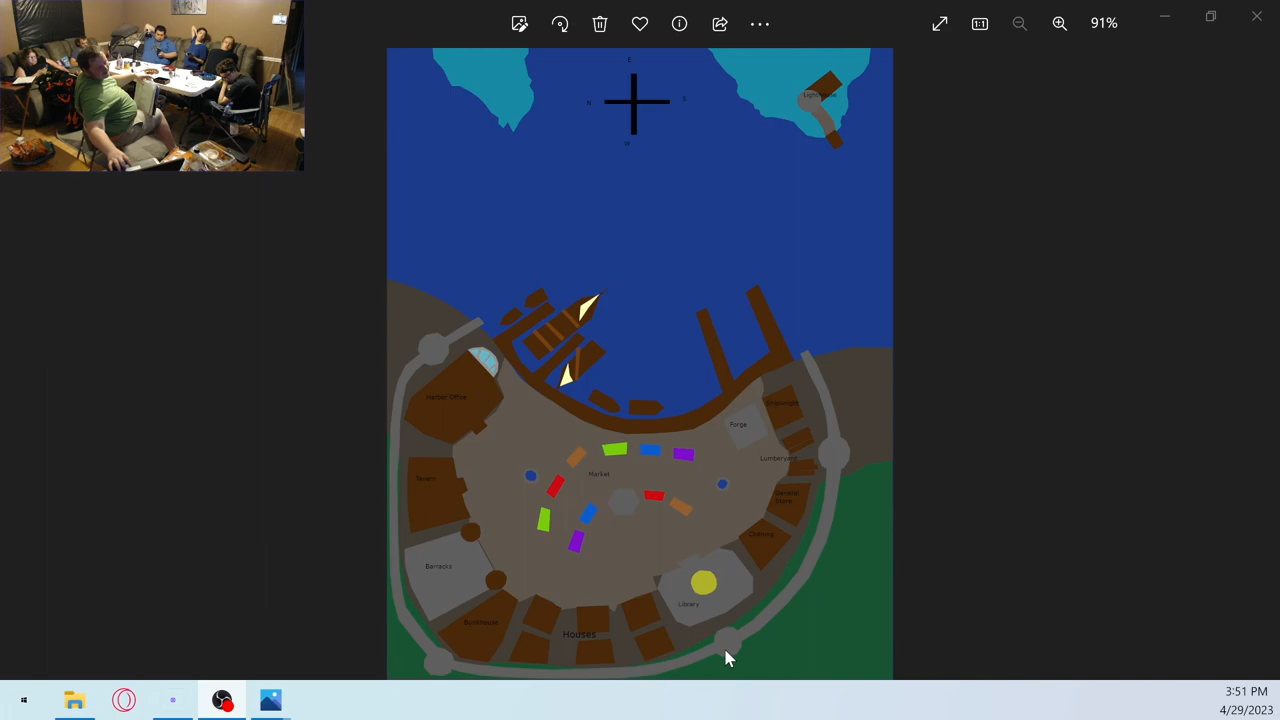 91%
E
N
S
W
Lighthouse
Harbor Office
Shipwright
Forge
Lumberyard
Market
Tavern
General
Store
Clothing
Barracks
Library
Bunkhouse
Houses
3:51 PM
4/29/2023